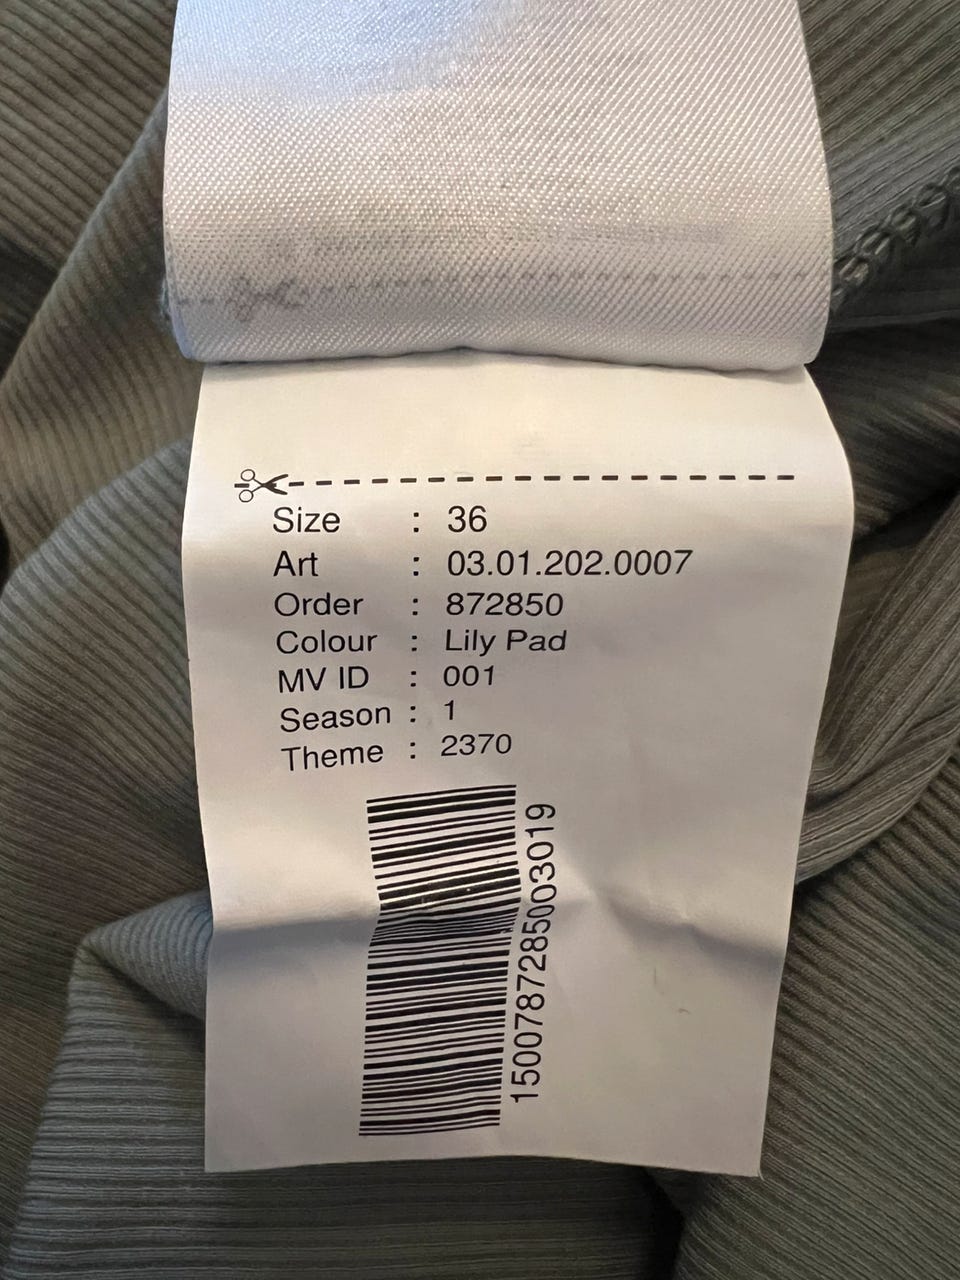 Size : 36
Art : 03.01.202.0007
Order : 872850
Colour : Lily Pad
MV ID : 001
Season : 1
Theme : 2370
1500787285003019